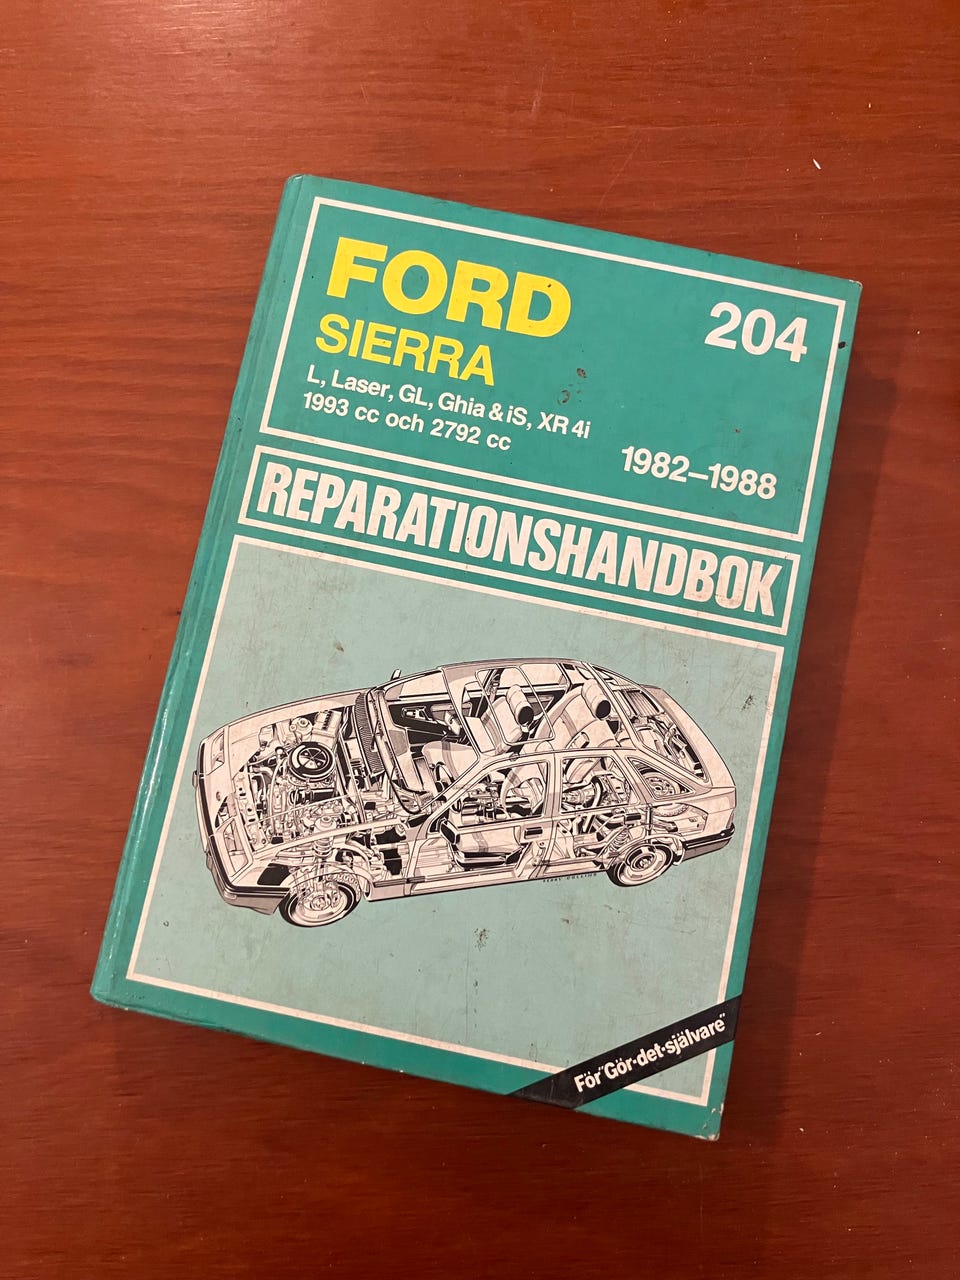 FORD
204
SIERRA
L, Laser, GL, Ghia & iS, XR 4i
1993 cc och 2792 cc
1982–1988
REPARATIONSHANDBOK
För "Gör-det-självare"